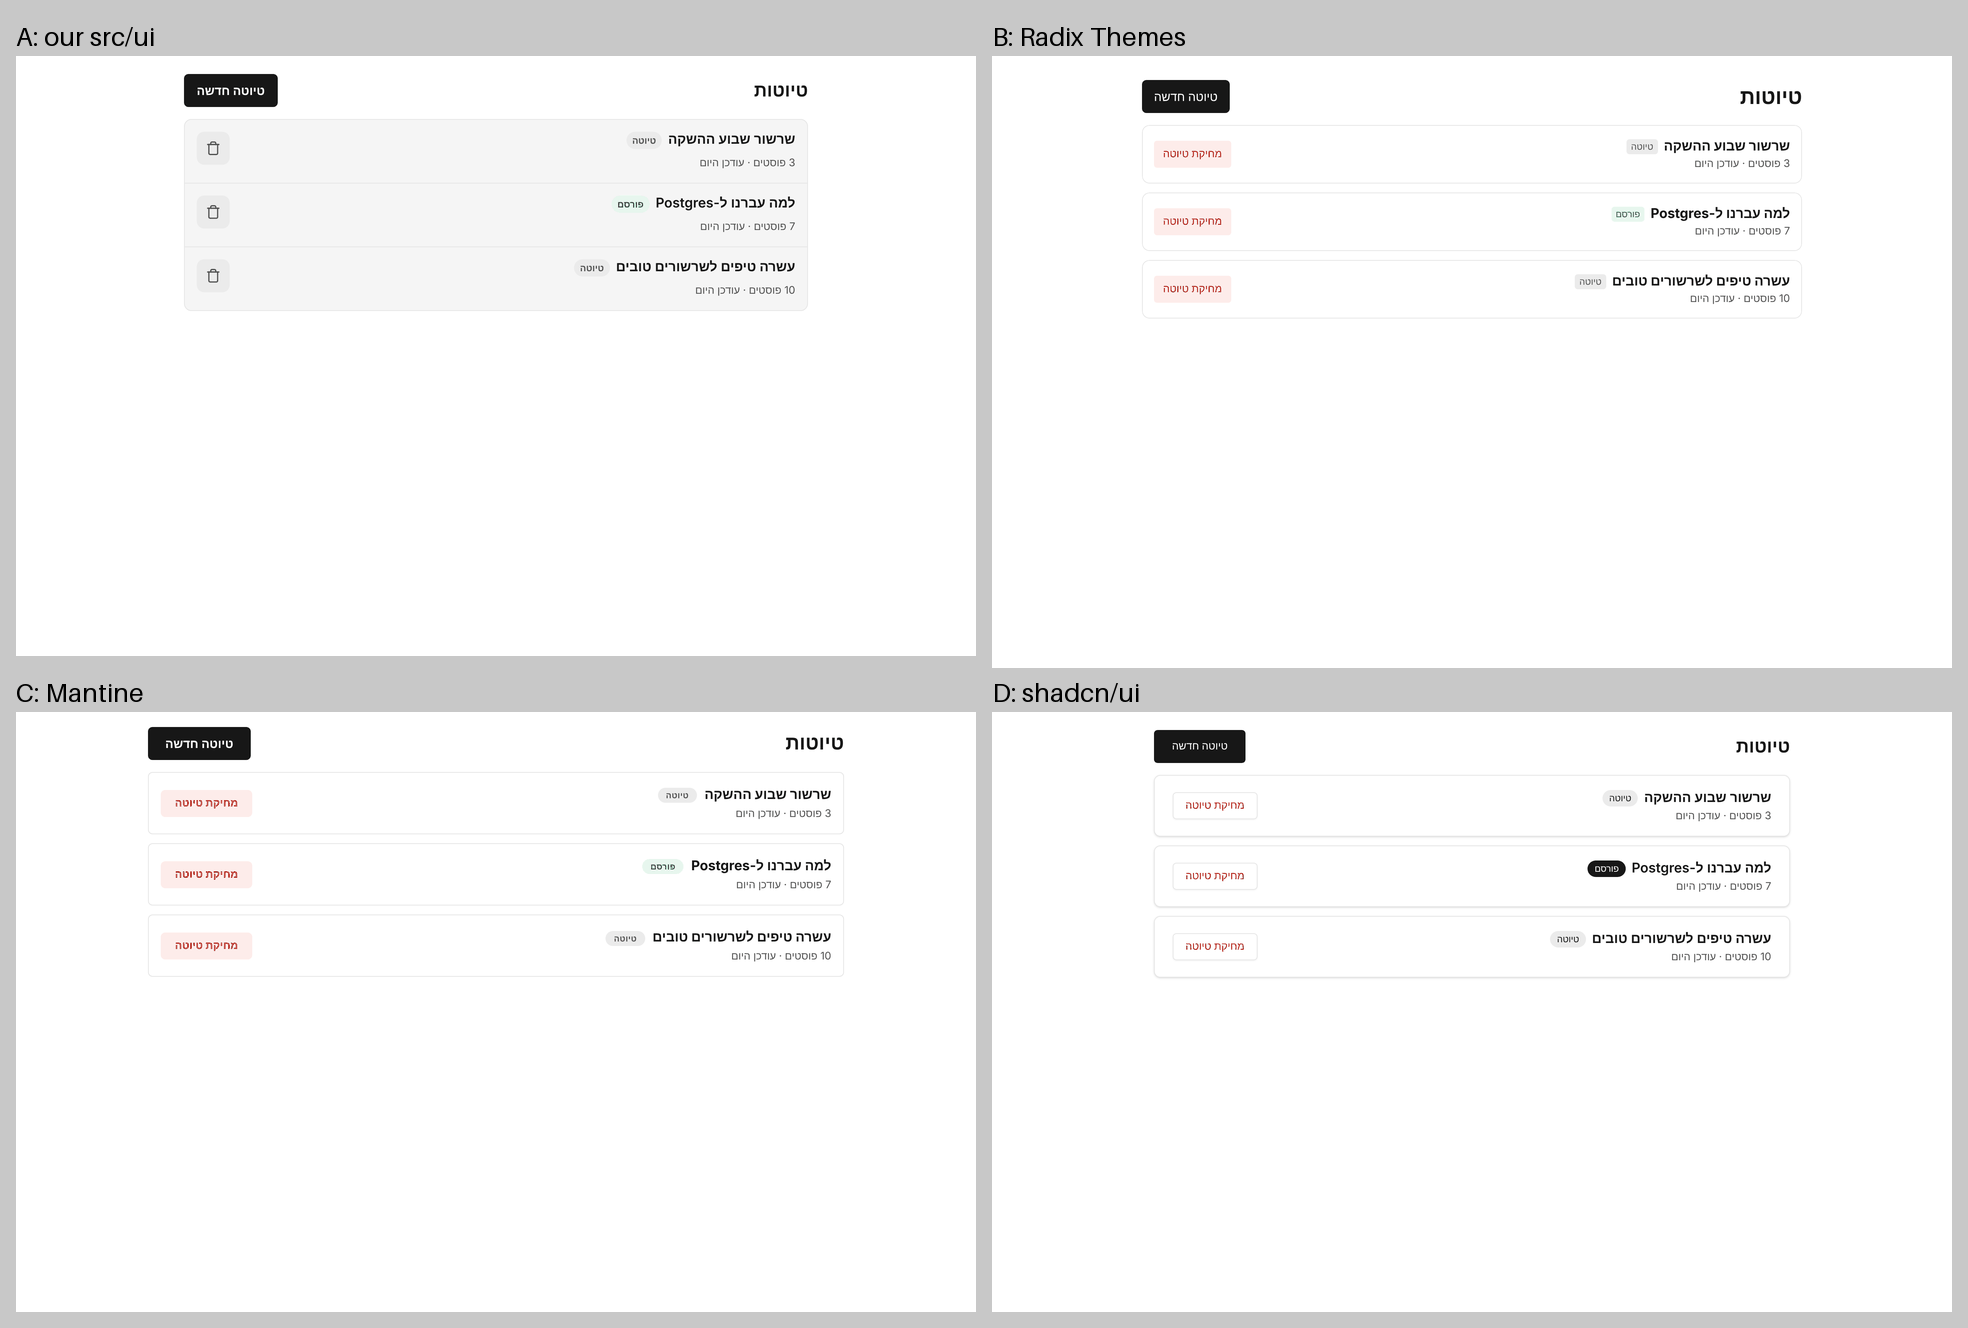 A: our src/ui
טיוטות
טיוטה חדשה
שרשור שבוע ההשקה טיוטה
3 פוסטים · עודכן היום
למה עברנו ל-Postgres פורסם
7 פוסטים · עודכן היום
עשרה טיפים לשרשורים טובים טיוטה
10 פוסטים · עודכן היום
B: Radix Themes
טיוטות
טיוטה חדשה
שרשור שבוע ההשקה טיוטה
3 פוסטים · עודכן היום
מחיקת טיוטה
למה עברנו ל-Postgres פורסם
7 פוסטים · עודכן היום
מחיקת טיוטה
עשרה טיפים לשרשורים טובים טיוטה
10 פוסטים · עודכן היום
מחיקת טיוטה
C: Mantine
טיוטות
טיוטה חדשה
שרשור שבוע ההשקה טיוטה
3 פוסטים · עודכן היום
מחיקת טיוטה
למה עברנו ל-Postgres פורסם
7 פוסטים · עודכן היום
מחיקת טיוטה
עשרה טיפים לשרשורים טובים טיוטה
10 פוסטים · עודכן היום
מחיקת טיוטה
D: shadcn/ui
טיוטות
טיוטה חדשה
שרשור שבוע ההשקה טיוטה
3 פוסטים · עודכן היום
מחיקת טיוטה
למה עברנו ל-Postgres פורסם
7 פוסטים · עודכן היום
מחיקת טיוטה
עשרה טיפים לשרשורים טובים טיוטה
10 פוסטים · עודכן היום
מחיקת טיוטה